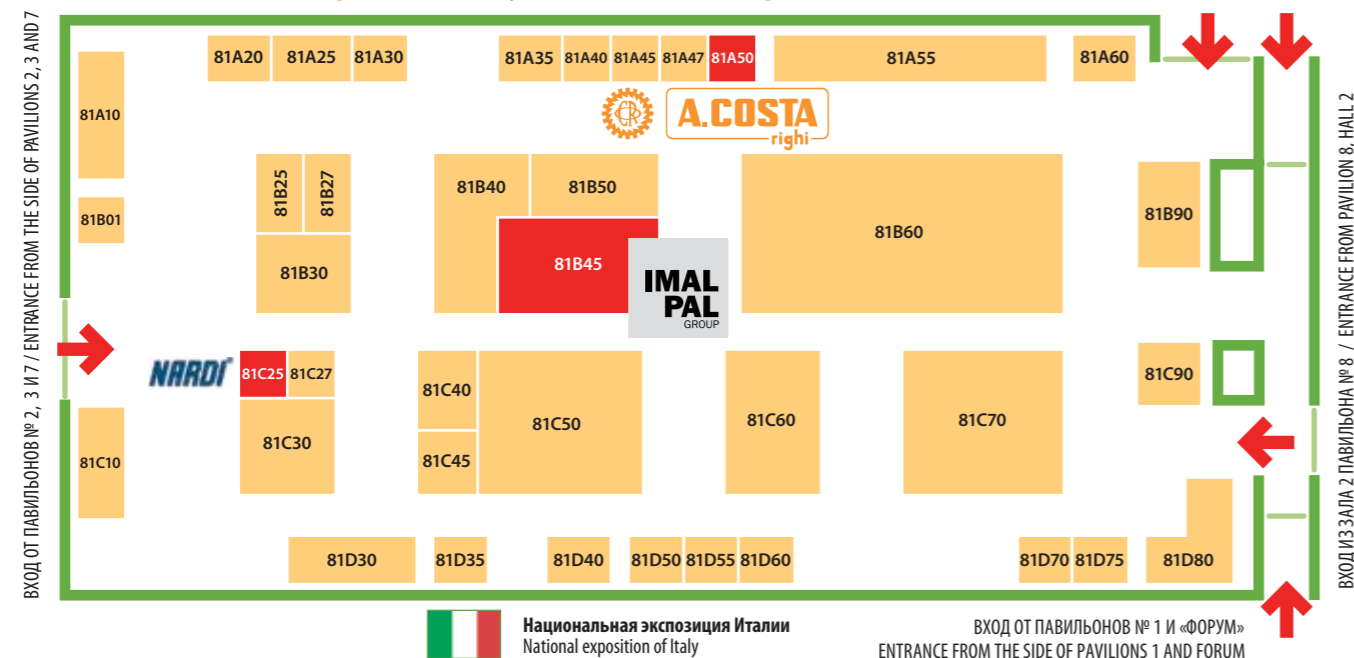 ВХОД ОТ ПАВИЛЬОНОВ № 2, 3 И 7 / ENTRANCE FROM THE SIDE OF PAVILIONS 2, 3 AND 7
81A10
81A20
81A25
81A30
81A35
81A40
81A45
81A47
81A50
81A55
81A60
CR
A.COSTA
righi
81B01
81B25
81B27
81B30
81B40
81B50
81B45
IMAL
PAL
GROUP
81B60
81B90
NARDI
81C25
81C27
81C10
81C30
81C40
81C45
81C50
81C60
81C70
81C90
81D30
81D35
81D40
81D50
81D55
81D60
81D70
81D75
81D80
ВХОД ИЗ ЗАЛА 2 ПАВИЛЬОНА № 8 / ENTRANCE FROM PAVILION 8, HALL 2
Национальная экспозиция Италии
National exposition of Italy
ВХОД ОТ ПАВИЛЬОНОВ № 1 И «ФОРУМ»
ENTRANCE FROM THE SIDE OF PAVILIONS 1 AND FORUM